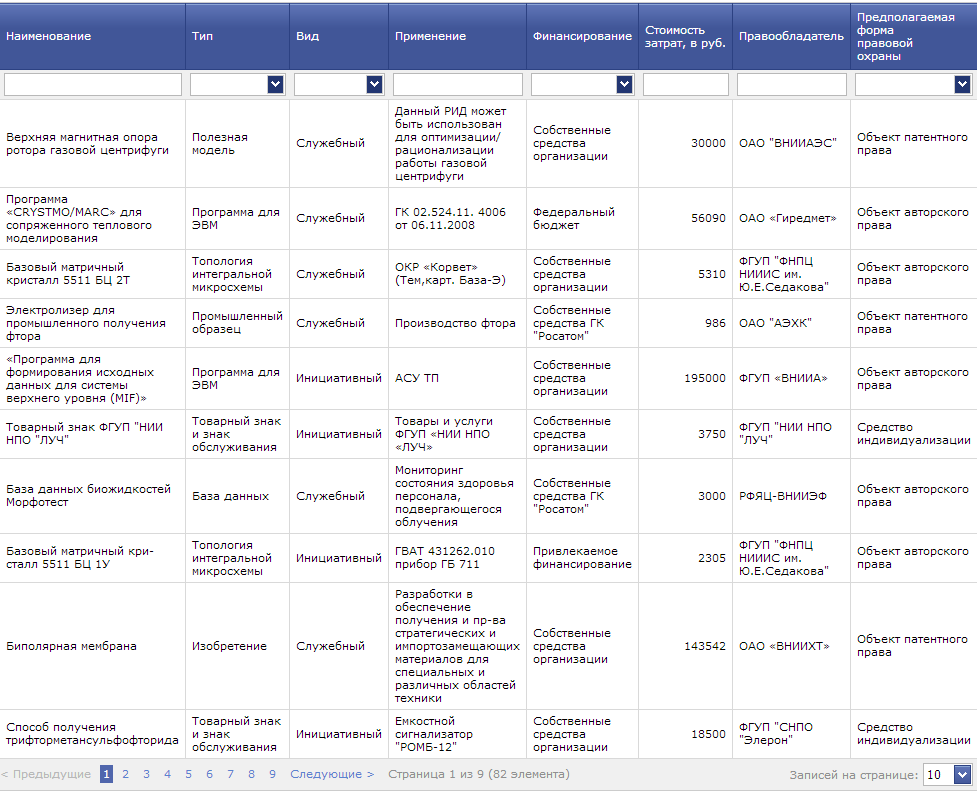 Наименование
Тип
Вид
Применение
Финансирование
Стоимость
затрат, в руб.
Правообладатель
Предполагаемая
форма
правовой
охраны
Верхняя магнитная опора
ротора газовой центрифуги
Полезная
модель
Служебный
Данный РИД может
быть использован
для оптимизации/
рационализации
работы газовой
центрифуги
Собственные
средства
организации
30000
ОАО "ВНИИАЭС"
Объект патентного
права
Программа
«CRYSTMO/MARC» для
сопряженного теплового
моделирования
Программа для
ЭВМ
Служебный
ГК 02.524.11. 4006
от 06.11.2008
Федеральный
бюджет
56090
ОАО «Гиредмет»
Объект авторского
права
Базовый матричный
кристалл 5511 БЦ 2Т
Топология
интегральной
микросхемы
Служебный
ОКР «Корвет»
(Тем,карт. База-Э)
Собственные
средства
организации
5310
ФГУП "ФНПЦ
НИИИС им.
Ю.Е.Седакова"
Объект авторского
права
Электролизер для
промышленного получения
фтора
Промышленный
образец
Служебный
Производство фтора
Собственные
средства ГК
"Росатом"
986
ОАО "АЭХК"
Объект патентного
права
«Программа для
формирования исходных
данных для системы
верхнего уровня (MIF)»
Программа для
ЭВМ
Инициативный
АСУ ТП
Собственные
средства
организации
195000
ФГУП «ВНИИА»
Объект авторского
права
Товарный знак ФГУП "НИИ
НПО "ЛУЧ"
Товарный знак
и знак
обслуживания
Инициативный
Товары и услуги
ФГУП «НИИ НПО
«ЛУЧ»
Собственные
средства
организации
3750
ФГУП "НИИ НПО
"ЛУЧ"
Средство
индивидуализации
База данных биожидкостей
Морфотест
База данных
Служебный
Мониторинг
состояния здоровья
персонала,
подвергающегося
облучения
Собственные
средства ГК
"Росатом"
3000
РФЯЦ-ВНИИЭФ
Объект авторского
права
Базовый матричный кри-
сталл 5511 БЦ 1У
Топология
интегральной
микросхемы
Инициативный
ГВАТ 431262.010
прибор ГБ 711
Привлекаемое
финансирование
2305
ФГУП "ФНПЦ
НИИИС им.
Ю.Е.Седакова"
Объект авторского
права
Биполярная мембрана
Изобретение
Служебный
Разработки в
обеспечение
получения и пр-ва
стратегических и
импортозамещающих
материалов для
специальных и
различных областей
техники
Собственные
средства
организации
143542
ОАО «ВНИИХТ»
Объект патентного
права
Способ получения
трифторметансульфофторида
Товарный знак
и знак
обслуживания
Инициативный
Емкостной
сигнализатор
"РОМБ-12"
Собственные
средства
организации
18500
ФГУП "СНПО
"Элерон"
Средство
индивидуализации
< Предыдущие 1 2 3 4 5 6 7 8 9 Следующие > Страница 1 из 9 (82 элемента)
Записей на странице: 10